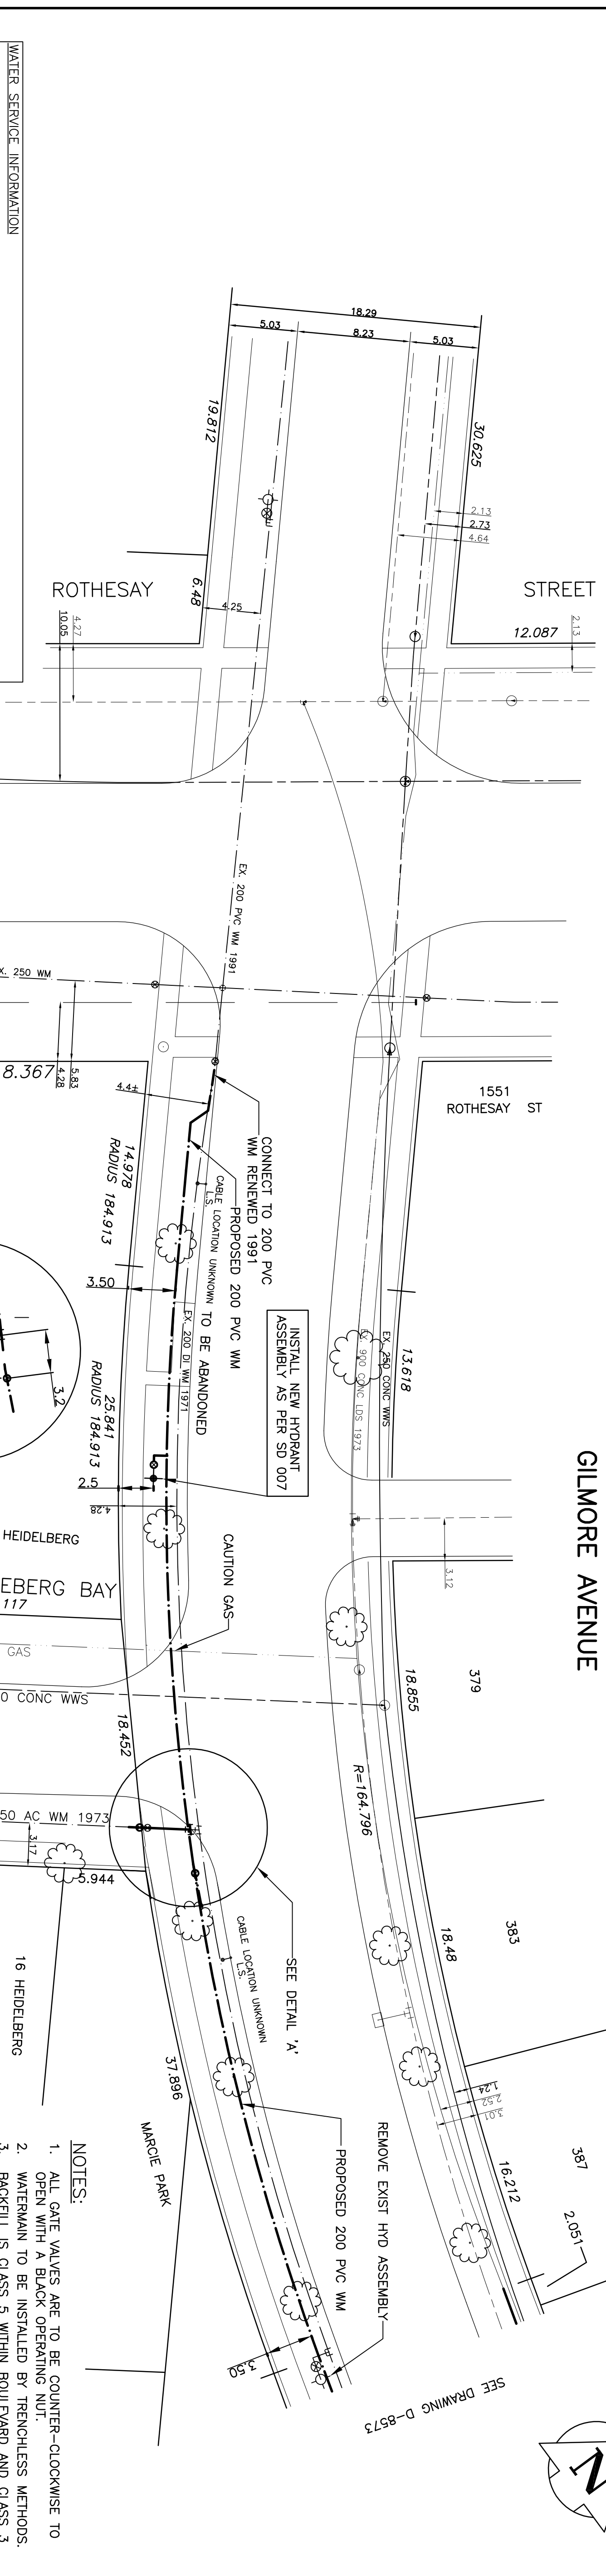 WATER SERVICE INFORMATION
18.29
5.03
8.23
5.03
19.812
30.625
2.13
2.73
4.64
ROTHESAY
STREET
6.48
4.25
12.087
2.13
4.27
10.05
EX. 200 PVC WM 1991
X. 250 WM
8.367
4.28
5.83
4.4±
1551
ROTHESAY ST
CONNECT TO 200 PVC
WM RENEWED 1991
PROPOSED 200 PVC WM
CABLE LOCATION UNKNOWN
L.S.
TO BE ABANDONED
14.978
RADIUS 184.913
3.50
EX. 200 DI WM 1971
INSTALL NEW HYDRANT
ASSEMBLY AS PER SD 007
EX. 900 CONC LDS 1973
EX. 250 CONC WWS
13.618
3.2
25.841
RADIUS 184.913
2.5
4.28
GILMORE AVENUE
HEIDELBERG
EBERG BAY
117
CAUTION GAS
3.12
GAS
0 CONC WWS
18.452
18.855
379
R=164.796
50 AC WM 1973
3.17
5.944
16 HEIDELBERG
SEE DETAIL 'A'
CABLE LOCATION UNKNOWN
L.S.
18.48
383
37.896
MARCIE PARK
PROPOSED 200 PVC WM
REMOVE EXIST HYD ASSEMBLY
1.24
2.52
3.01
16.212
387
2.051
3.50
SEE DRAWING D-8573
N
NOTES:
1. ALL GATE VALVES ARE TO BE COUNTER-CLOCKWISE TO
OPEN WITH A BLACK OPERATING NUT.
2. WATERMAIN TO BE INSTALLED BY TRENCHLESS METHODS.
3. BACKFILL IS CLASS 5 WITHIN BOULEVARD AND CLASS 3